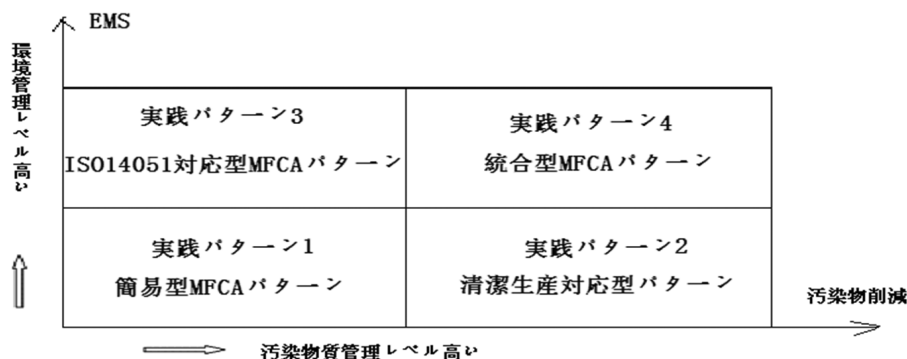 EMS
環境管理レベル高い
実践パターン3
ISO14051対応型MFCAパターン
実践パターン4
統合型MFCAパターン
実践パターン1
簡易型MFCAパターン
実践パターン2
清潔生産対応型パターン
汚染物削減
汚染物質管理レベル高い